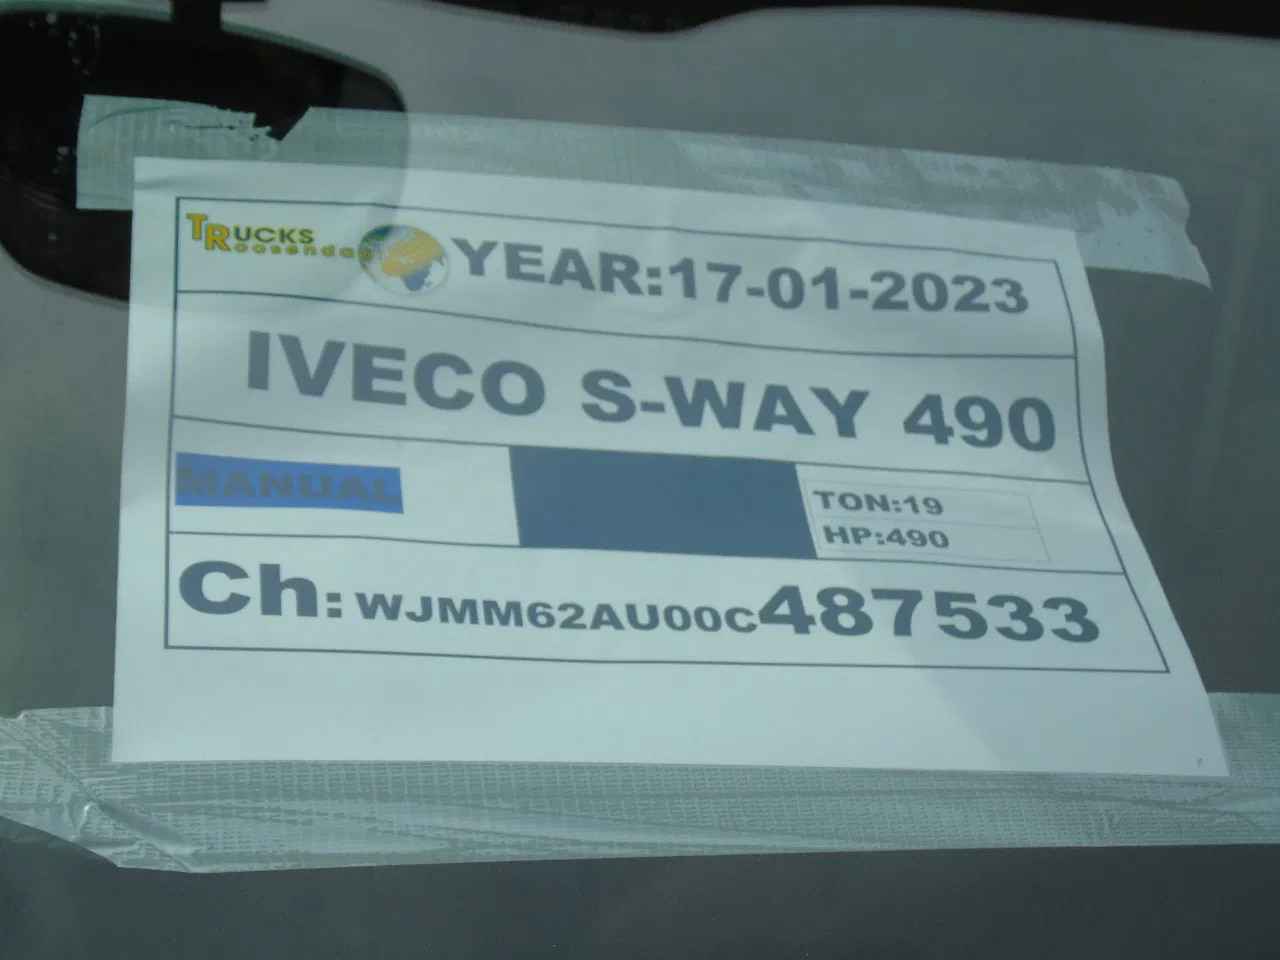 TRUCKS
Roosendaal YEAR:17-01-2023
IVECO S-WAY 490
MANUAL
TON:19
HP:490
Ch: WJMM62AU00C487533